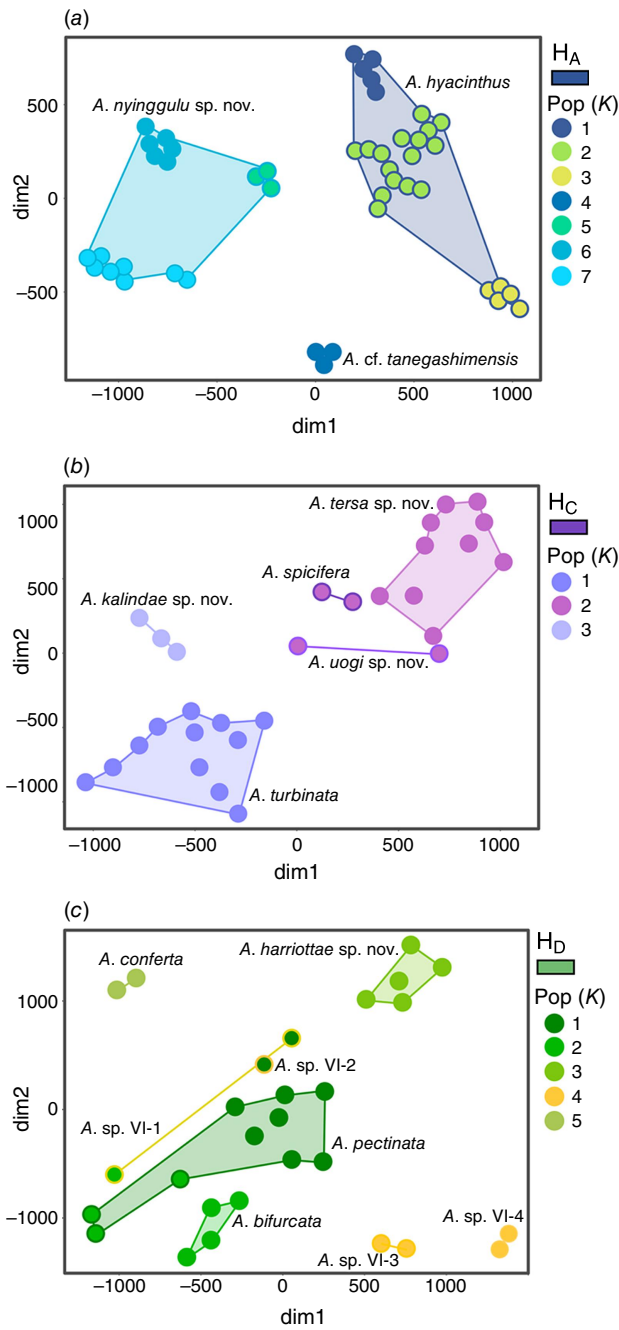 (a)
H_A
A. nyinggulu sp. nov.
A. hyacinthus
A. cf. tanegashimensis
Pop (K)
1
2
3
4
5
6
7
dim2
500
0
−500
−1000
−500
0
500
1000
dim1
(b)
H_C
A. tersa sp. nov.
A. spicifera
A. kalindae sp. nov.
A. uogi sp. nov.
A. turbinata
Pop (K)
1
2
3
dim2
1000
500
0
−500
−1000
−1000
−500
0
500
1000
dim1
(c)
H_D
A. conferta
A. harriottae sp. nov.
A. sp. VI-2
A. sp. VI-1
A. pectinata
A. bifurcata
A. sp. VI-4
A. sp. VI-3
Pop (K)
1
2
3
4
5
dim2
1000
0
−1000
−1000
−500
0
500
1000
dim1